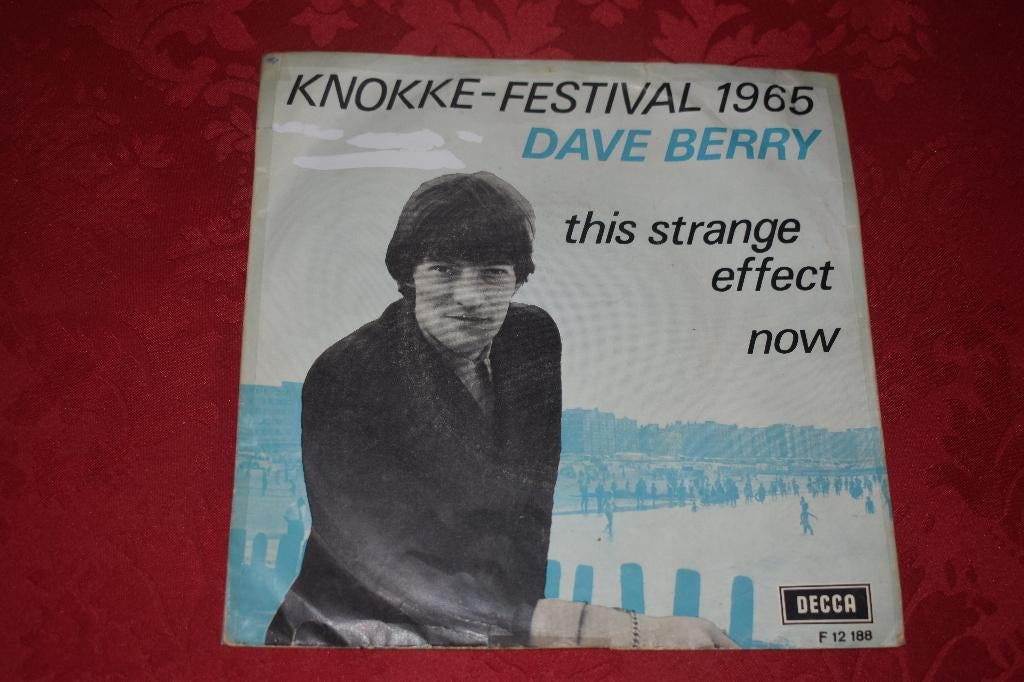 KNOKKE-FESTIVAL 1965
DAVE BERRY
this strange
effect
now
DECCA
F 12 188